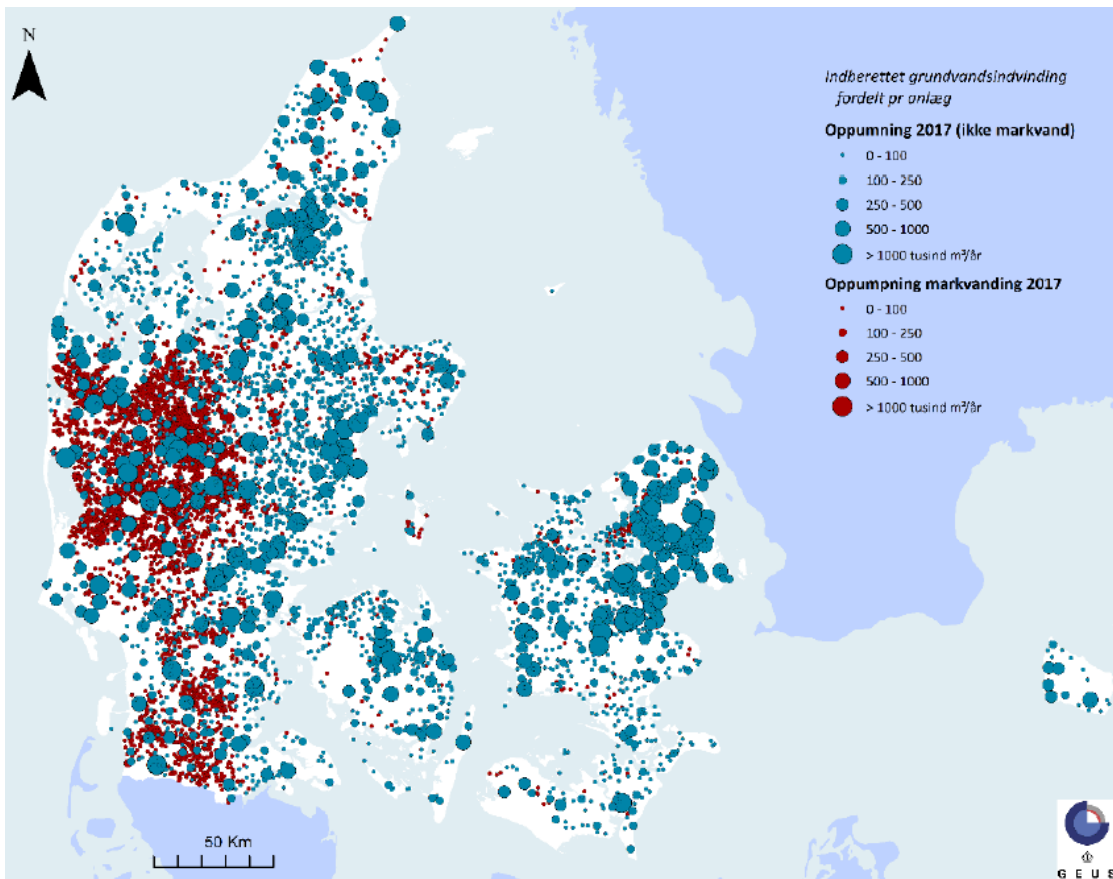 N
Indberettet grundvandsindvinding
fordelt pr anlæg
Oppumning 2017 (ikke markvand)
0 - 100
100 - 250
250 - 500
500 - 1000
> 1000 tusind m³/år
Oppumpning markvanding 2017
0 - 100
100 - 250
250 - 500
500 - 1000
> 1000 tusind m³/år
50 Km
G E U S